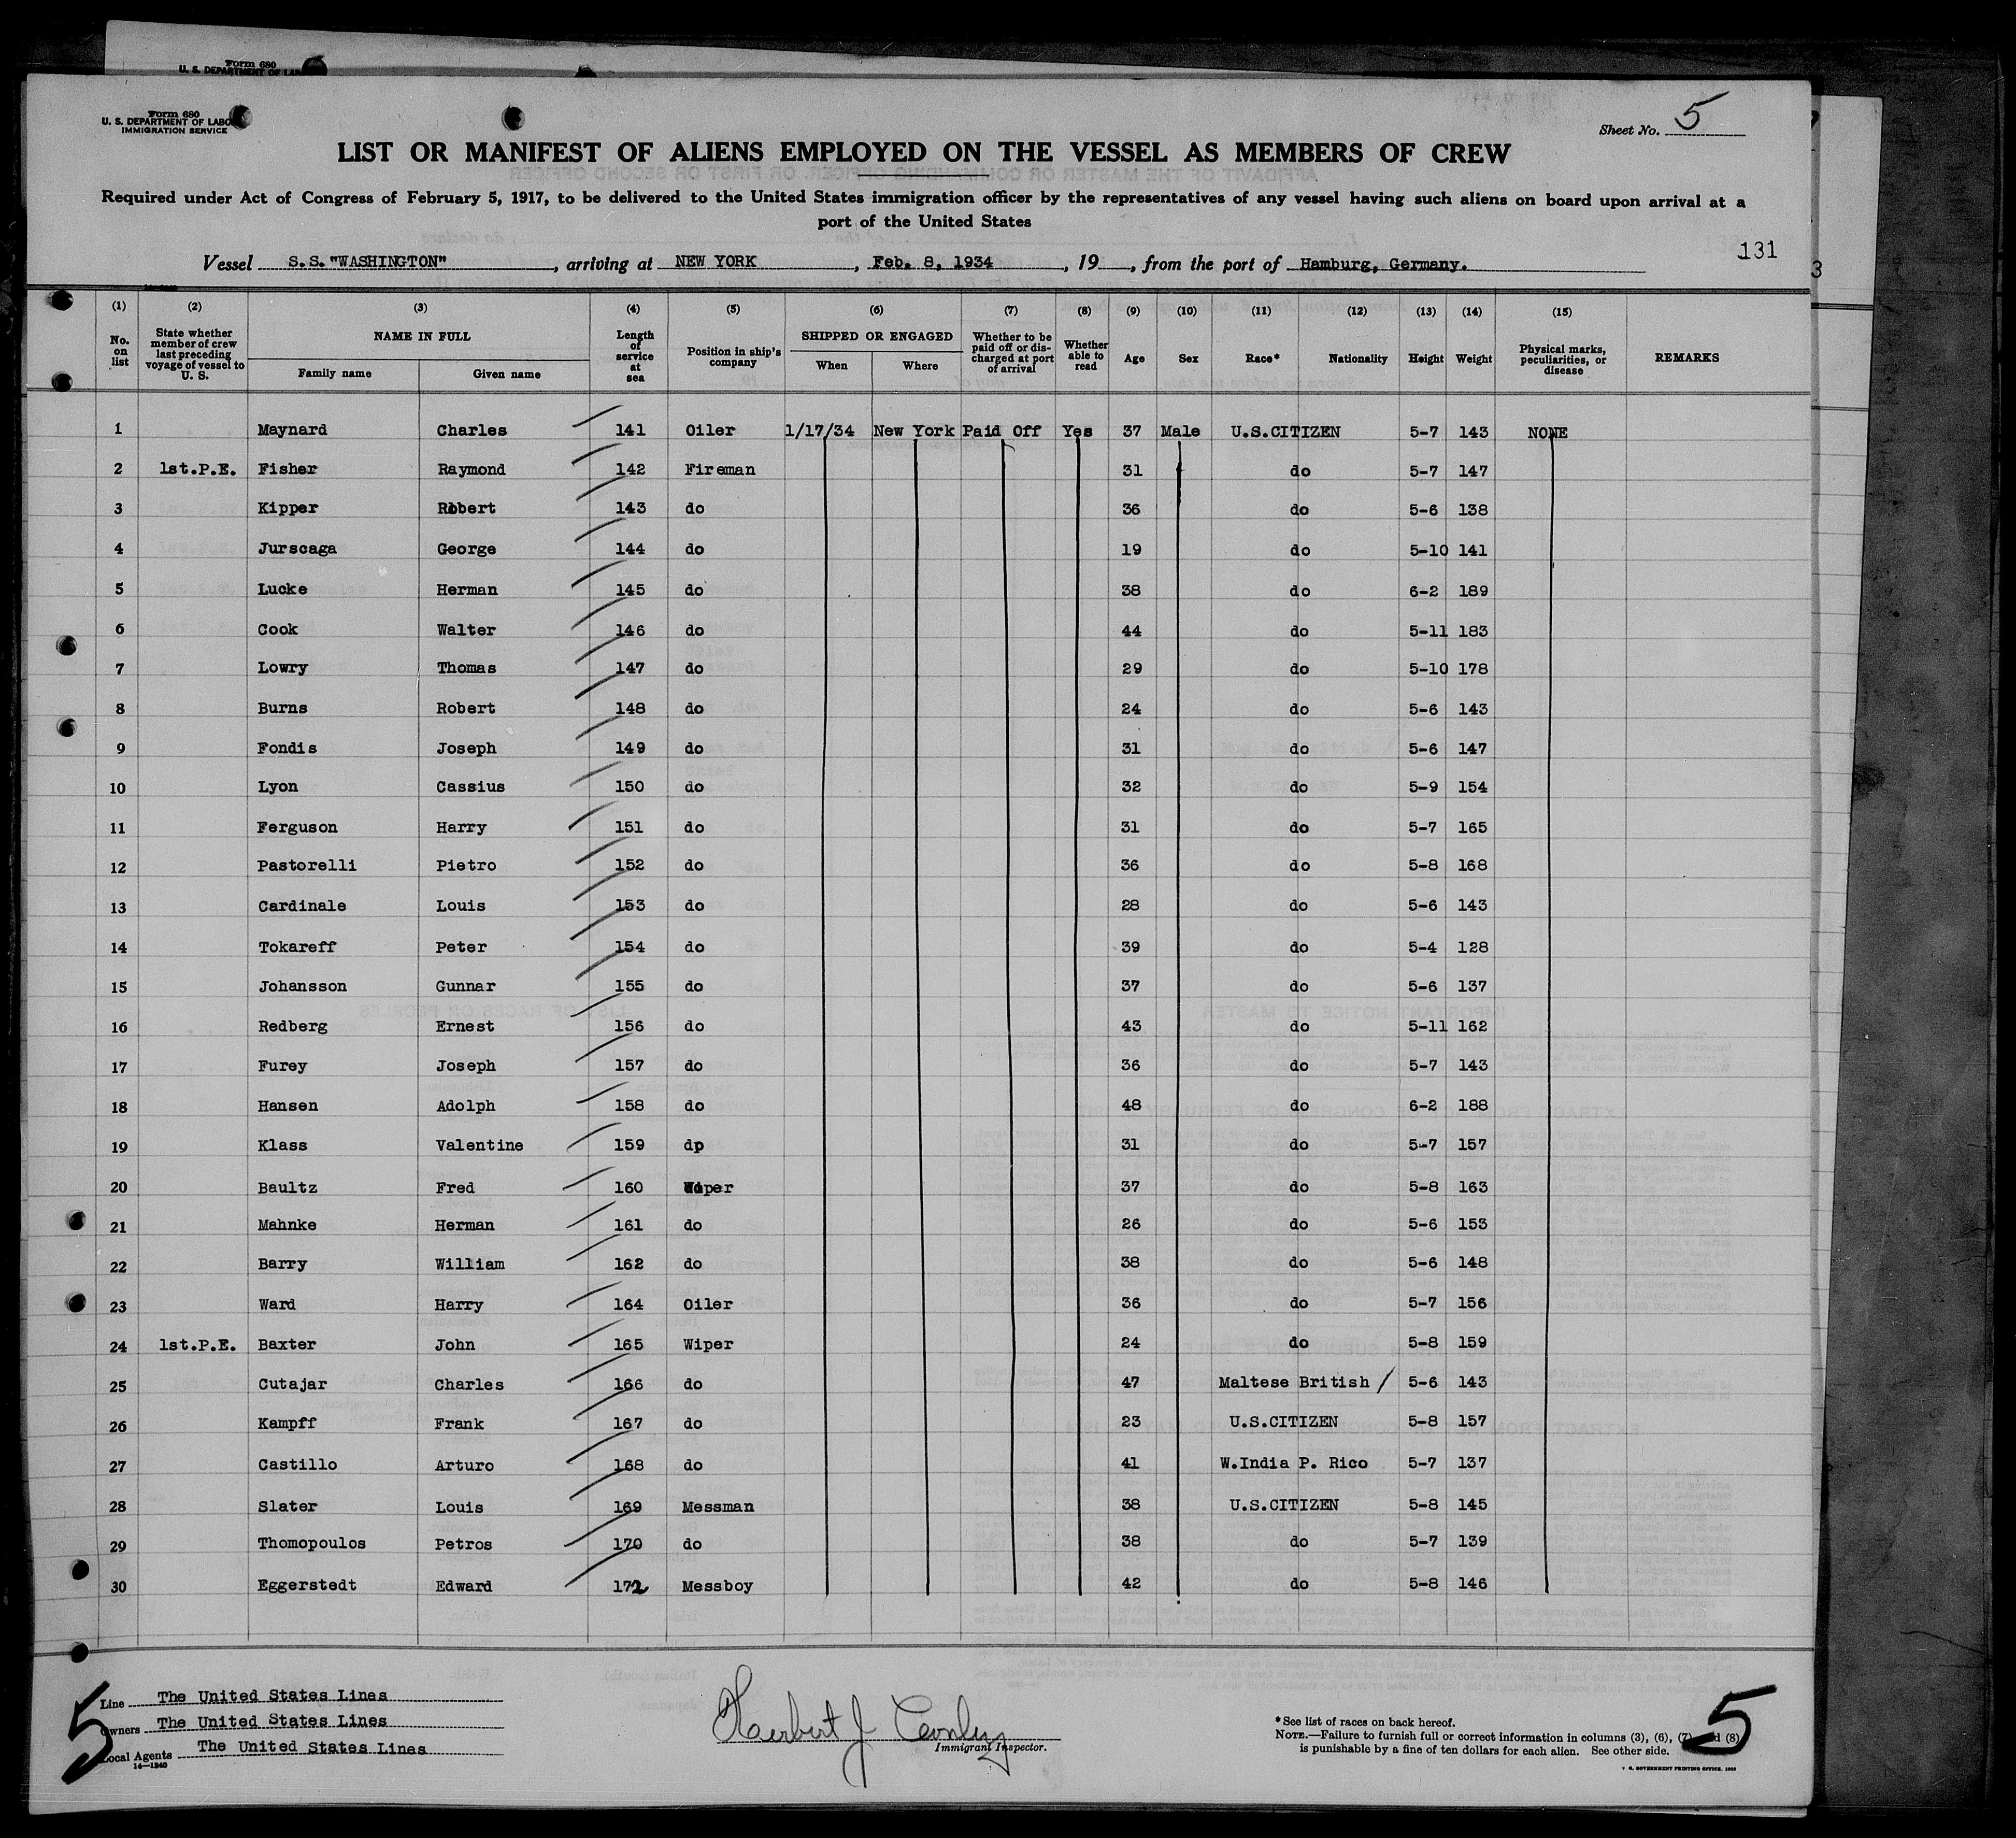 Form 680
U. S. DEPARTMENT OF LAB
Form 680
U. S. DEPARTMENT OF LABO
IMMIGRATION SERVICE
Sheet No. 5
LIST OR MANIFEST OF ALIENS EMPLOYED ON THE VESSEL AS MEMBERS OF CREW
Required under Act of Congress of February 5, 1917, to be delivered to the United States immigration officer by the representatives of any vessel having such aliens on board upon arrival at a
port of the United States
131
Vessel S.S. "WASHINGTON", arriving at NEW YORK, Feb. 8, 1934, 19, from the port of Hamburg, Germany.
3
(1) (2) (3) (4) (5) (6) (7) (8) (9) (10) (11) (12) (13) (14) (15)
No. on list State whether member of crew last preceding voyage of vessel to U. S. NAME IN FULL Family name Given name Length of service at sea Position in ship's company SHIPPED OR ENGAGED When Where Whether to be paid off or discharged at port of arrival Whether able to read Age Sex Race* Nationality Height Weight Physical marks, peculiarities, or disease REMARKS
1 Maynard Charles 141 Oiler 1/17/34 New York Paid Off Yes 37 Male U.S.CITIZEN 5-7 143 NONE
2 1st.P.E. Fisher Raymond 142 Fireman 31 do 5-7 147
3 Kipper Robert 143 do 36 do 5-6 138
4 Jurscaga George 144 do 19 do 5-10 141
5 Lucke Herman 145 do 38 do 6-2 189
6 Cook Walter 146 do 44 do 5-11 183
7 Lowry Thomas 147 do 29 do 5-10 178
8 Burns Robert 148 do 24 do 5-6 143
9 Fondis Joseph 149 do 31 do 5-6 147
10 Lyon Cassius 150 do 32 do 5-9 154
11 Ferguson Harry 151 do 31 do 5-7 165
12 Pastorelli Pietro 152 do 36 do 5-8 168
13 Cardinale Louis 153 do 28 do 5-6 143
14 Tokareff Peter 154 do 39 do 5-4 128
15 Johansson Gunnar 155 do 37 do 5-6 137
16 Redberg Ernest 156 do 43 do 5-11 162
17 Furey Joseph 157 do 36 do 5-7 143
18 Hansen Adolph 158 do 48 do 6-2 188
19 Klass Valentine 159 dp 31 do 5-7 157
20 Baultz Fred 160 Wiper 37 do 5-8 163
21 Mahnke Herman 161 do 26 do 5-6 153
22 Barry William 162 do 38 do 5-6 148
23 Ward Harry 164 Oiler 36 do 5-7 156
24 1st.P.E. Baxter John 165 Wiper 24 do 5-8 159
25 Cutajar Charles 166 do 47 Maltese British / 5-6 143
26 Kampff Frank 167 do 23 U.S.CITIZEN 5-8 157
27 Castillo Arturo 168 do 41 W.India P. Rico 5-7 137
28 Slater Louis 169 Messman 38 U.S.CITIZEN 5-8 145
29 Thomopoulos Petros 170 do 38 do 5-7 139
30 Eggerstedt Edward 172 Messboy 42 do 5-8 146
Line The United States Lines
Owners The United States Lines
Local Agents The United States Lines
14—1240
5
Herbert J
Immigrant Inspector.
*See list of races on back hereof.
NOTE.—Failure to furnish full or correct information in columns (3), (6), (7) and (8)
is punishable by a fine of ten dollars for each alien. See other side.
U. S. GOVERNMENT PRINTING OFFICE
5